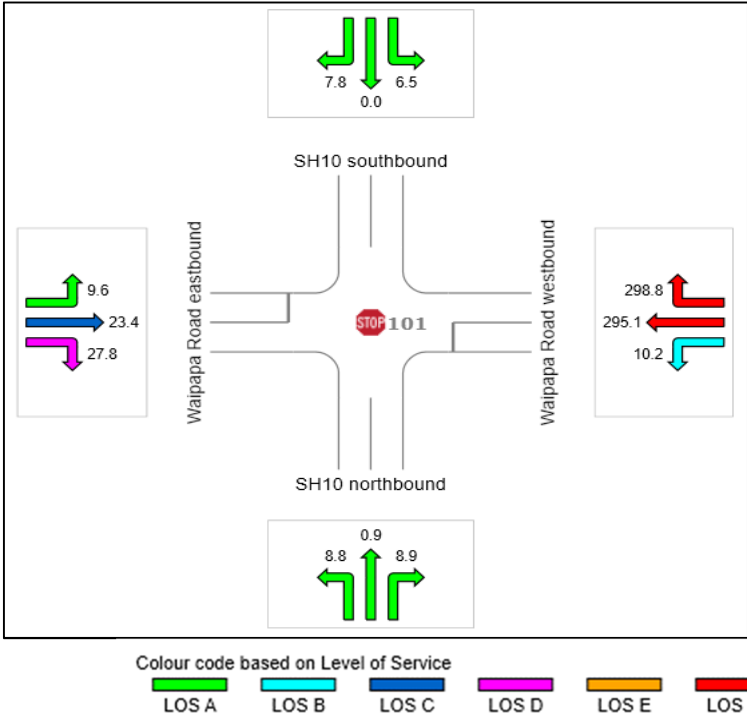 7.8
6.5
0.0
SH10 southbound
Waipapa Road eastbound
9.6
23.4
27.8
STOP 101
Waipapa Road westbound
298.8
295.1
10.2
SH10 northbound
0.9
8.8
8.9
Colour code based on Level of Service
LOS A
LOS B
LOS C
LOS D
LOS E
LOS